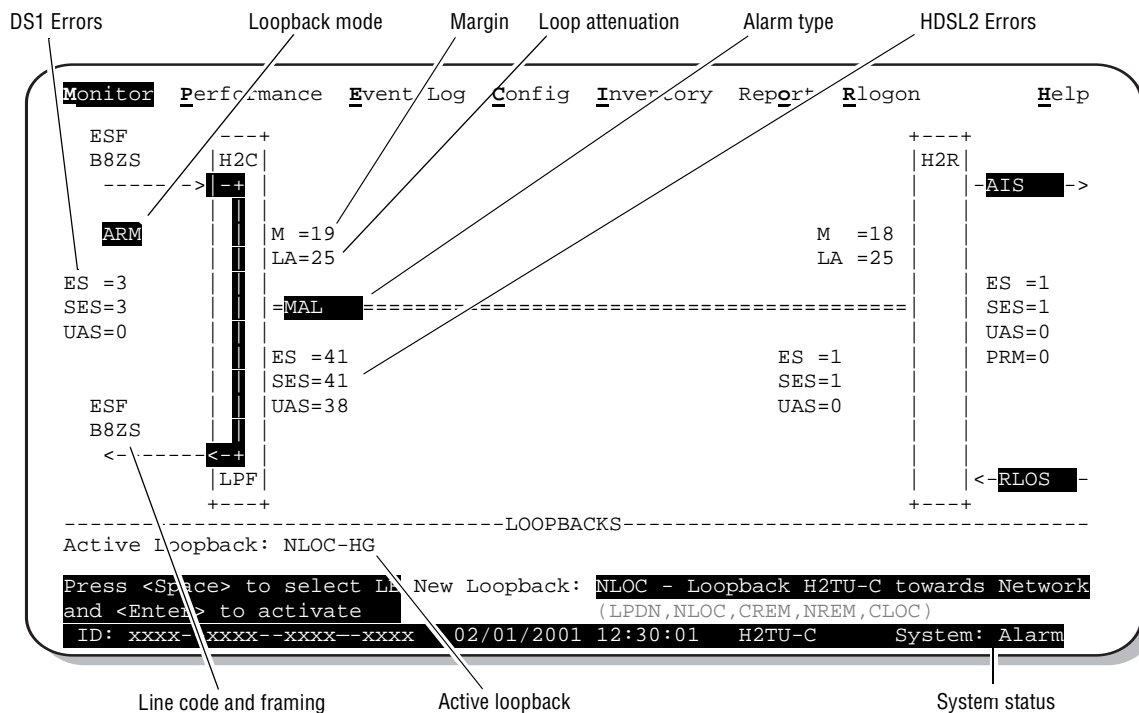 DS1 Errors Loopback mode Margin Loop attenuation Alarm type HDSL2 Errors
Monitor Performance Event Log Config Inventory Report Rlogon Help
ESF +----+ +----+
B8ZS |H2C| |H2R|
-------->|-+ | | |-AIS ->
ARM M =19 M =18
LA=25 LA =25
ES =3 ES =1
SES=3 =MAL ======================================== SES=1
UAS=0 UAS=0
ES =41 ES =1 PRM=0
SES=41 SES=1
ESF UAS=38 UAS=0
B8ZS
<--------<-+
|LPF| <-RLOS -
+----+ +----+
----------------------------------LOOPBACKS------------------------------------
Active Loopback: NLOC-HG
Press <Space> to select New Loopback: NLOC - Loopback H2TU-C towards Network
and <Enter> to activate (LPDN,NLOC,CREM,NREM,CLOC)
ID: xxxx--xxxx--xxxx--xxxx 02/01/2001 12:30:01 H2TU-C System: Alarm
Line code and framing Active loopback System status